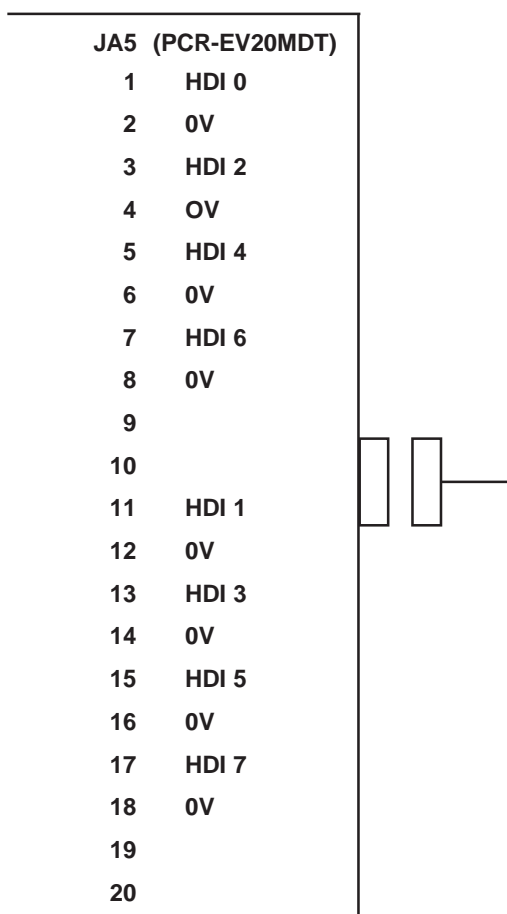 JA5 (PCR-EV20MDT)
1 HDI 0
2 0V
3 HDI 2
4 OV
5 HDI 4
6 0V
7 HDI 6
8 0V
9
10
11 HDI 1
12 0V
13 HDI 3
14 0V
15 HDI 5
16 0V
17 HDI 7
18 0V
19
20